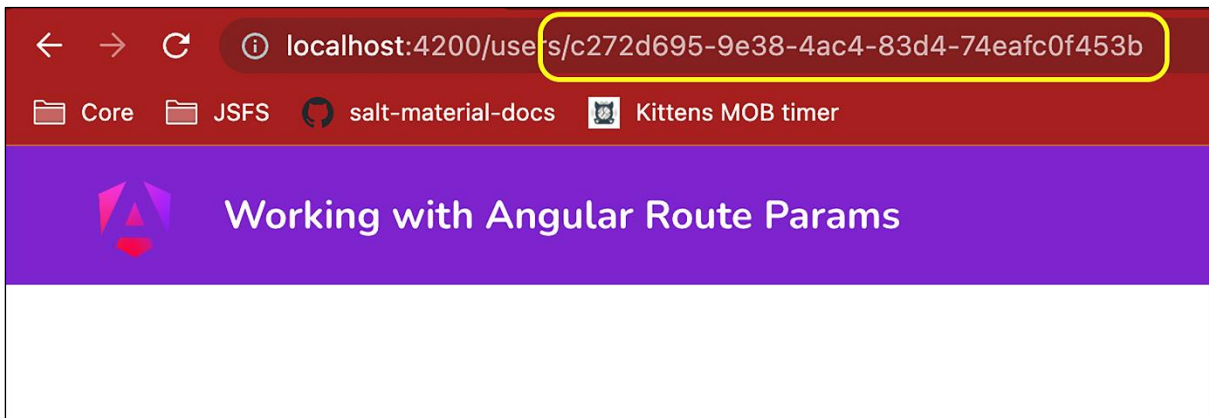 localhost:4200/users/c272d695-9e38-4ac4-83d4-74eafc0f453b
Core JSFS salt-material-docs Kittens MOB timer
Working with Angular Route Params